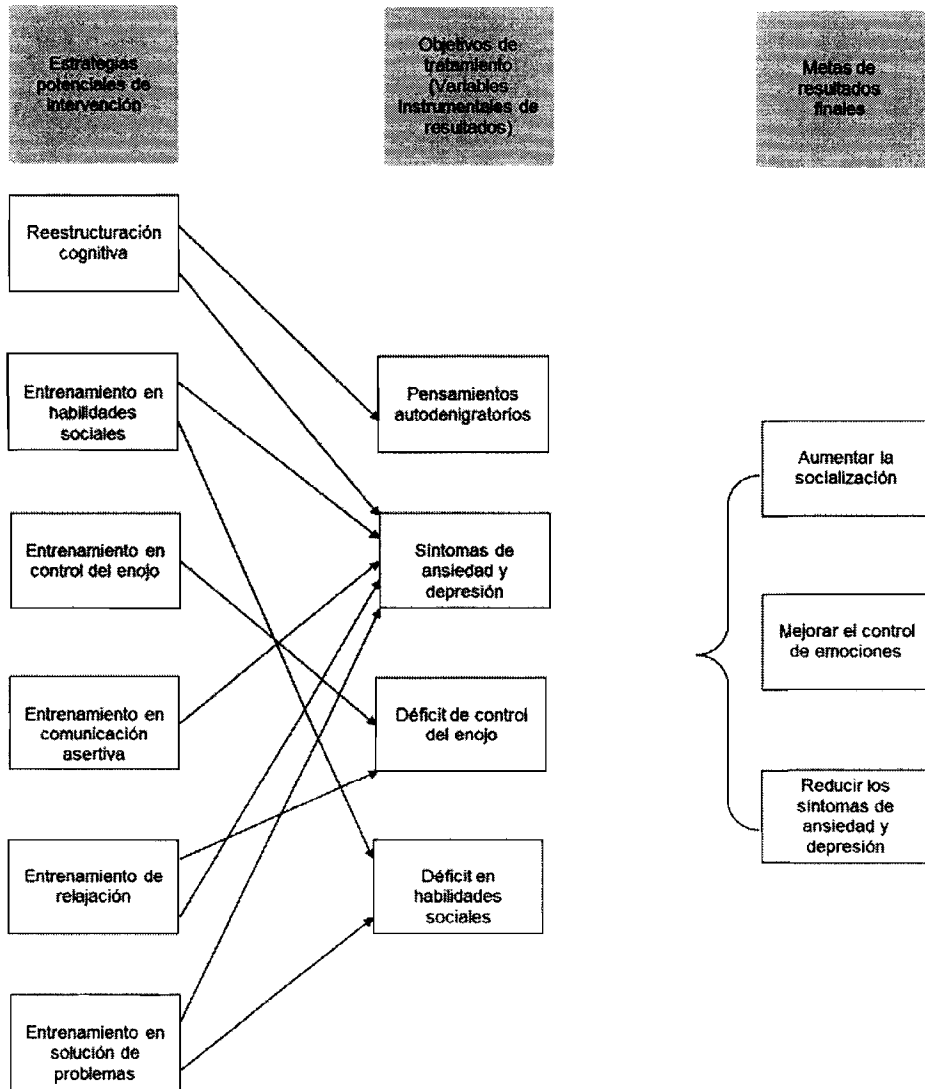 Estrategias
potenciales de
intervención
Objetivos de
tratamiento
(Variables
Instrumentales de
resultados)
Metas de
resultados
finales
Reestructuración
cognitiva
Entrenamiento en
habilidades
sociales
Entrenamiento en
control del enojo
Entrenamiento en
comunicación
asertiva
Entrenamiento de
relajación
Entrenamiento en
solución de
problemas
Pensamientos
autodenigratorios
Síntomas de
ansiedad y
depresión
Déficit de control
del enojo
Déficit en
habilidades
sociales
Aumentar la
socialización
Mejorar el control
de emociones
Reducir los
síntomas de
ansiedad y
depresión